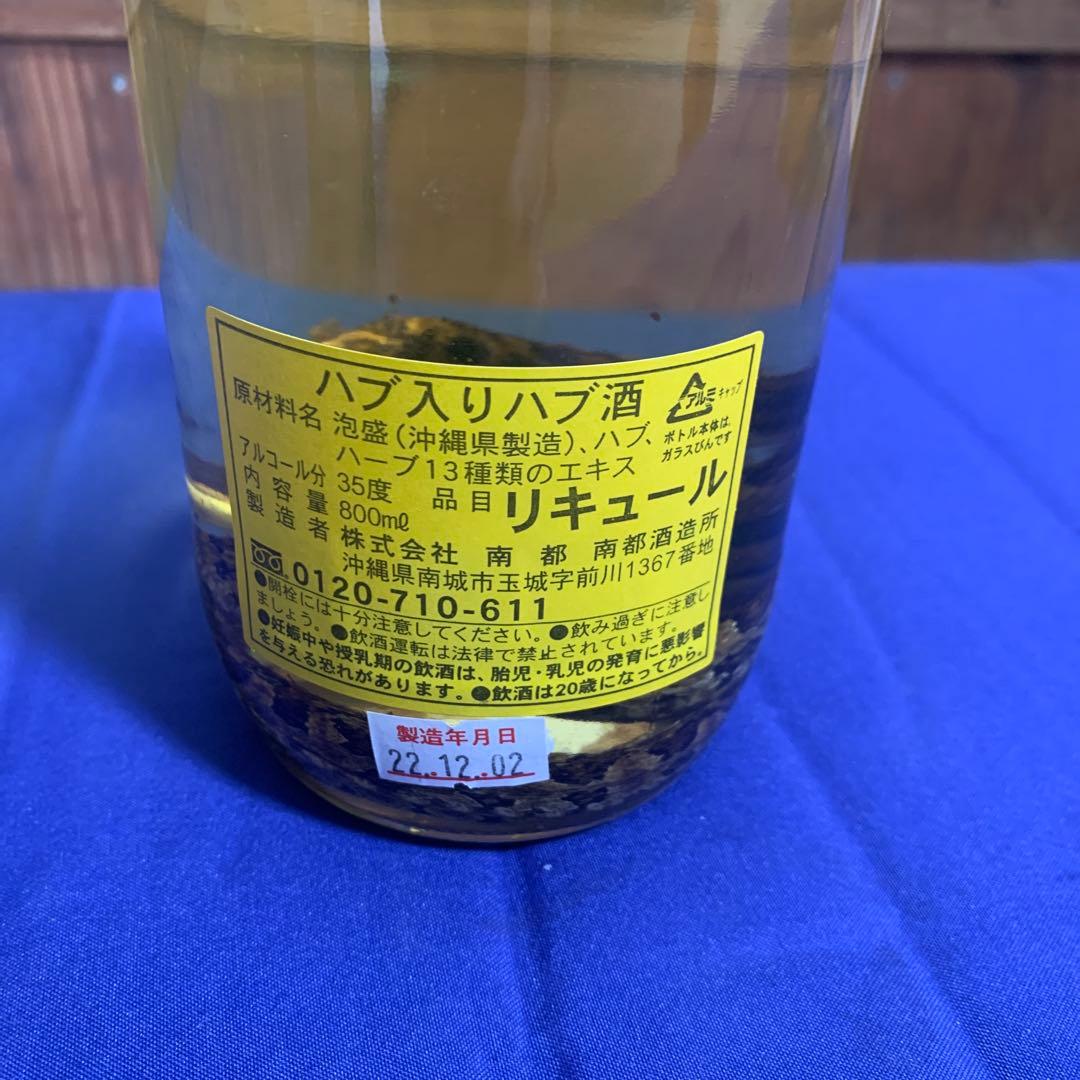 ハブ入りハブ酒
アルミ キャップ
ボトル本体は、
ガラスびんです
原材料名 泡盛(沖縄県製造)、ハブ、
ハーブ13種類のエキス
アルコール分 35度 品目 リキュール
内容量 800mℓ
製造者 株式会社 南都 南都酒造所
沖縄県南城市玉城字前川1367番地
0120-710-611
●開栓には十分注意してください。●飲み過ぎに注意し
ましょう。●飲酒運転は法律で禁止されています。
●妊娠中や授乳期の飲酒は、胎児・乳児の発育に悪影響
を与える恐れがあります。●飲酒は20歳になってから。
製造年月日
22.12.02